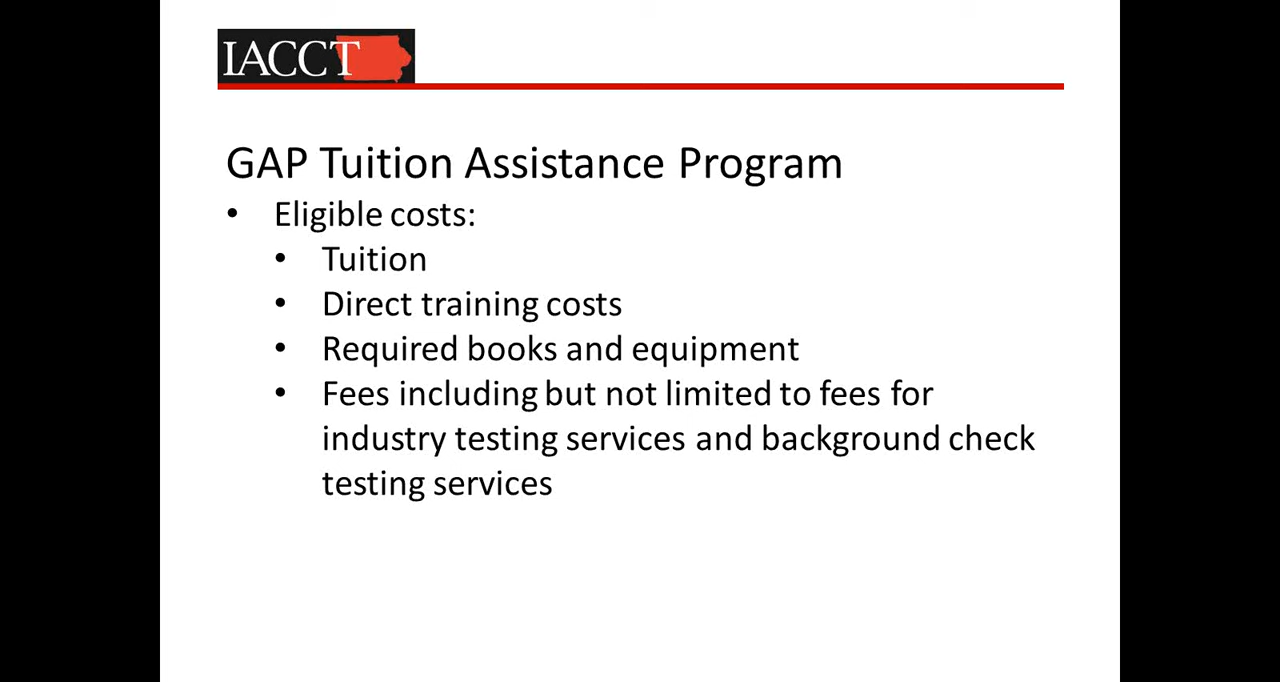 IACCT
GAP Tuition Assistance Program
• Eligible costs:
• Tuition
• Direct training costs
• Required books and equipment
• Fees including but not limited to fees for
industry testing services and background check
testing services